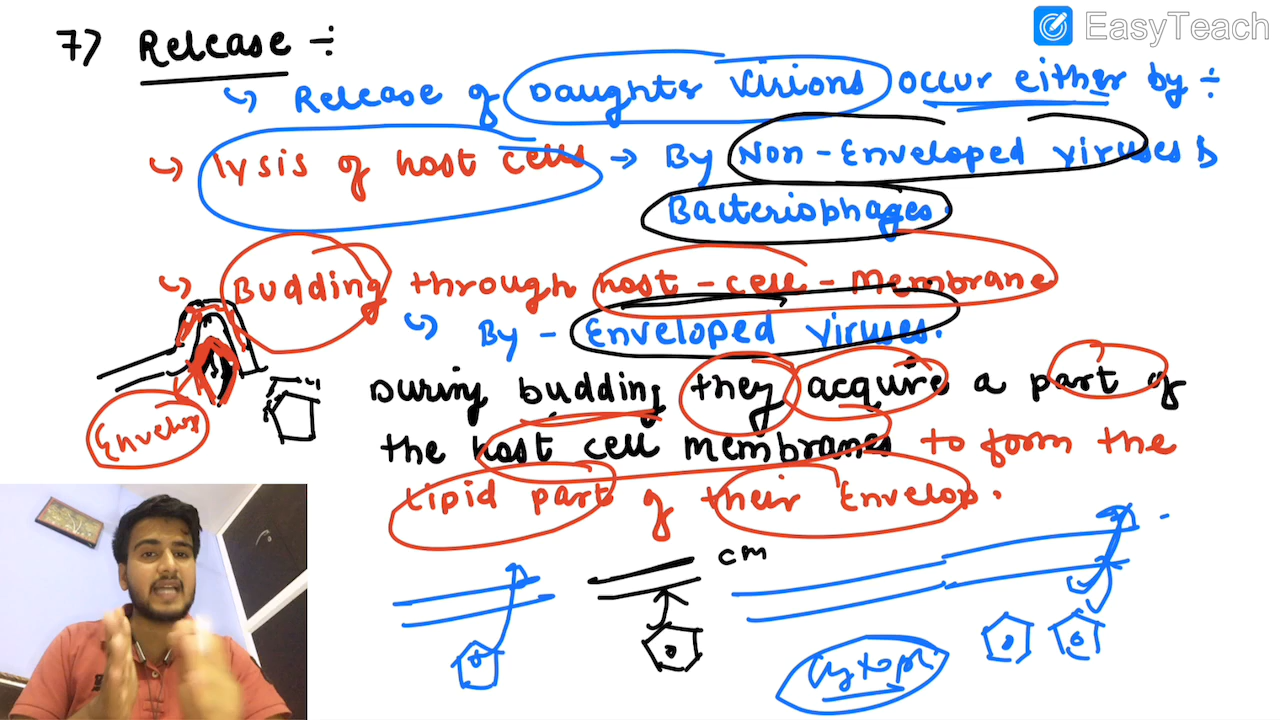 EasyTeach
7) Release ÷
↳ Release of Daughter Virions occur either by ÷
↳ lysis of host cells → By Non-Enveloped viruses &
Bacteriophages.
↳ Budding through host-cell-Membrane
↳ By - Enveloped viruses.
During budding they acquire a part of
the host cell membranes to form the
Lipid part of their Envelop.
Envelop
cm
Cytopl.